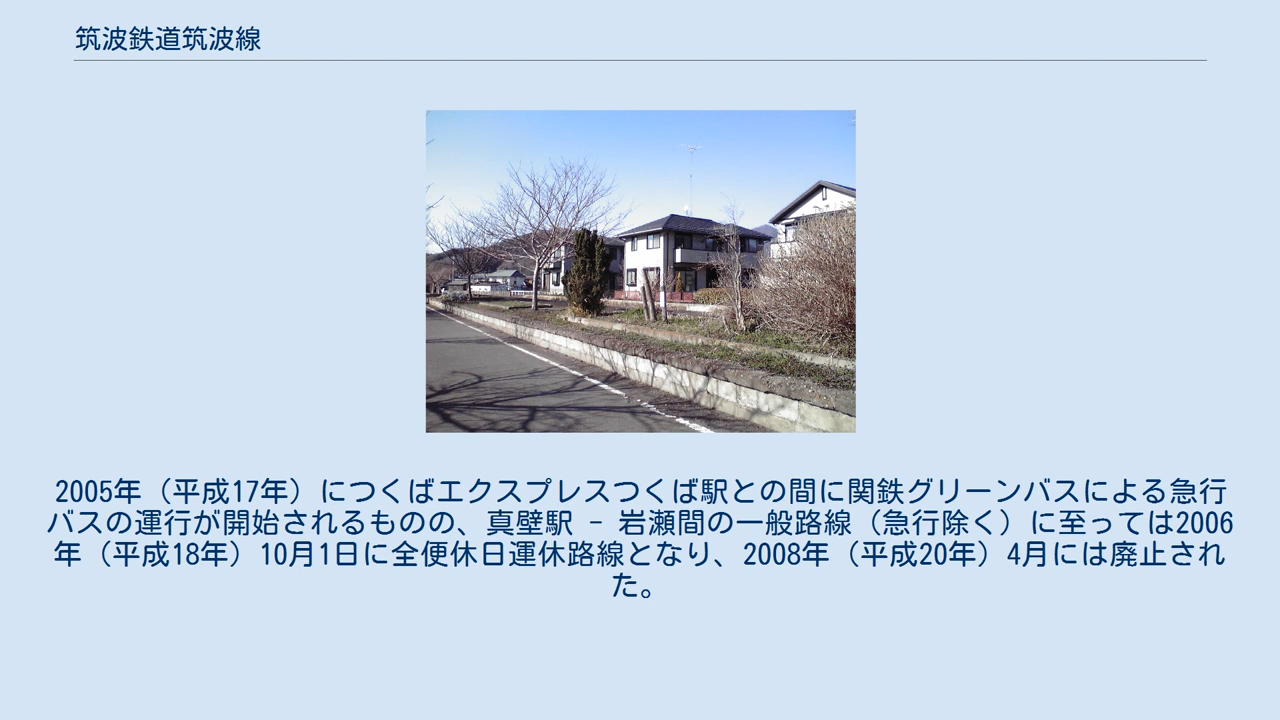 筑波鉄道筑波線
2005年（平成17年）につくばエクスプレスつくば駅との間に関鉄グリーンバスによる急行
バスの運行が開始されるものの、真壁駅 - 岩瀬間の一般路線（急行除く）に至っては2006
年（平成18年）10月1日に全便休日運休路線となり、2008年（平成20年）4月には廃止され
た。